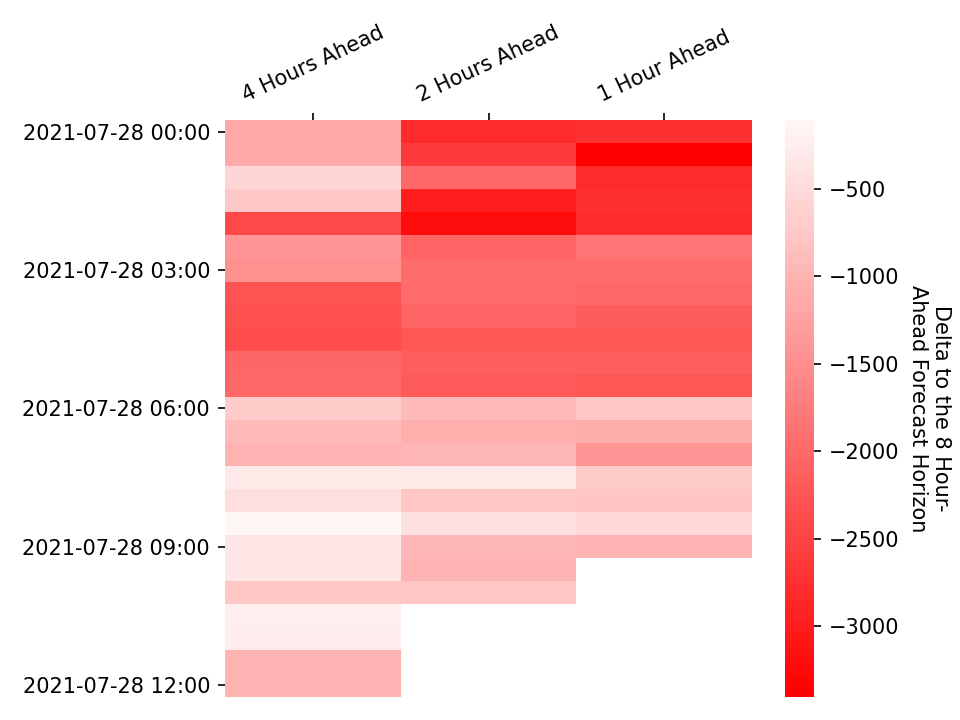 4 Hours Ahead
2 Hours Ahead
1 Hour Ahead
2021-07-28 00:00
2021-07-28 03:00
2021-07-28 06:00
2021-07-28 09:00
2021-07-28 12:00
−500
−1000
−1500
−2000
−2500
−3000
Delta to the 8 Hour-
Ahead Forecast Horizon